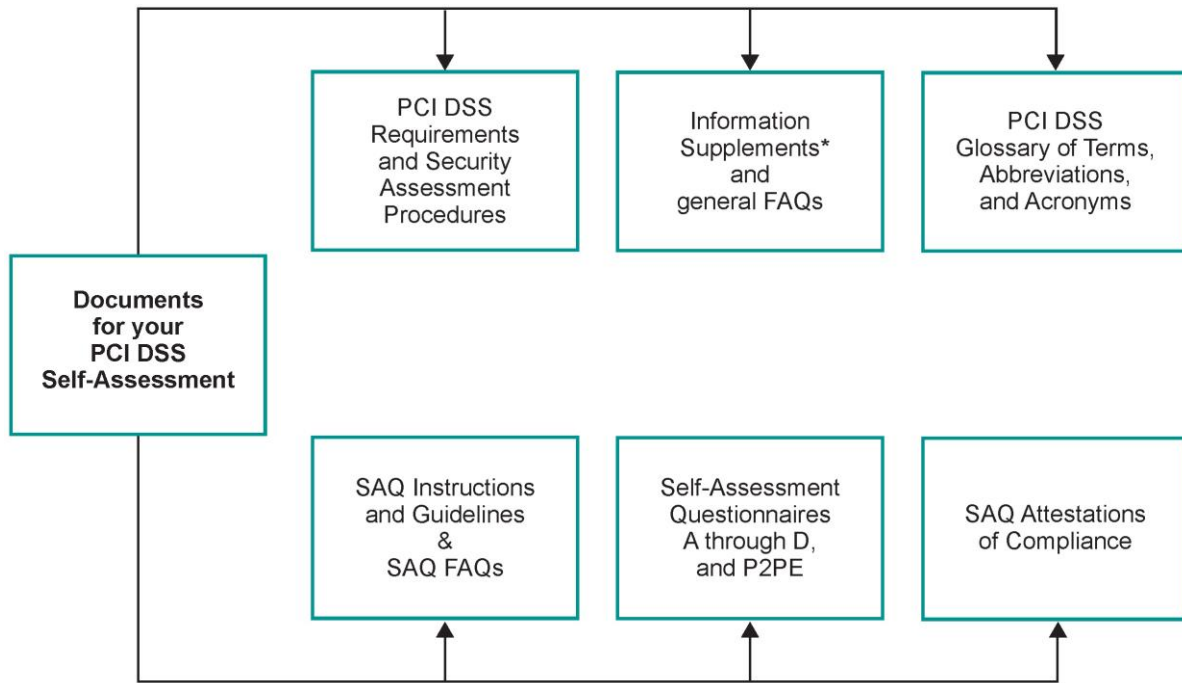 PCI DSS
Requirements
and Security
Assessment
Procedures
Information
Supplements*
and
general FAQs
PCI DSS
Glossary of Terms,
Abbreviations,
and Acronyms
Documents
for your
PCI DSS
Self-Assessment
SAQ Instructions
and Guidelines
&
SAQ FAQs
Self-Assessment
Questionnaires
A through D,
and P2PE
SAQ Attestations
of Compliance